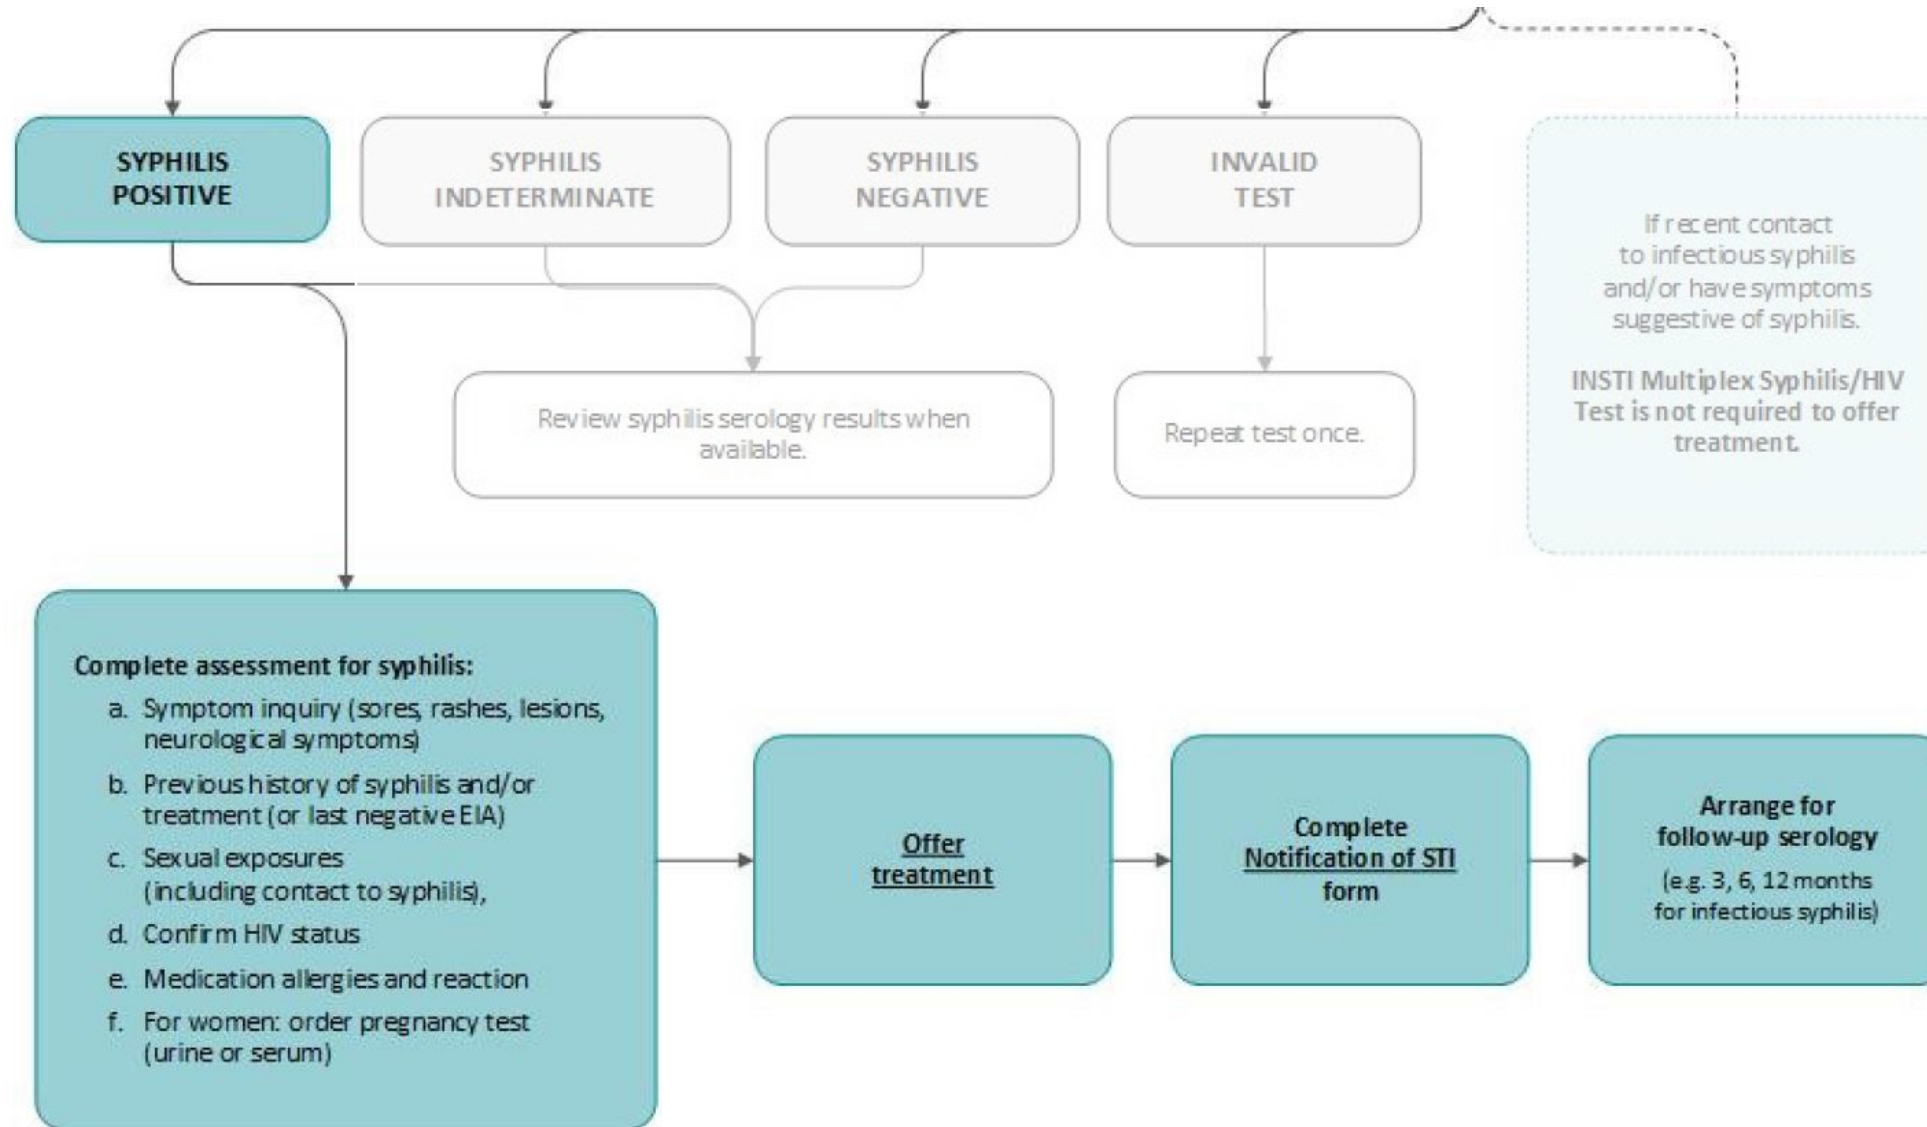 SYPHILIS
POSITIVE
SYPHILIS
INDETERMINATE
SYPHILIS
NEGATIVE
INVALID
TEST
If recent contact
to infectious syphilis
and/or have symptoms
suggestive of syphilis.
INSTI Multiplex Syphilis/HIV
Test is not required to offer
treatment.
Review syphilis serology results when
available.
Repeat test once.
Complete assessment for syphilis:
a. Symptom inquiry (sores, rashes, lesions,
neurological symptoms)
b. Previous history of syphilis and/or
treatment (or last negative EIA)
c. Sexual exposures
(including contact to syphilis),
d. Confirm HIV status
e. Medication allergies and reaction
f. For women: order pregnancy test
(urine or serum)
Offer
treatment
Complete
Notification of STI
form
Arrange for
follow-up serology
(e.g. 3, 6, 12 months
for infectious syphilis)